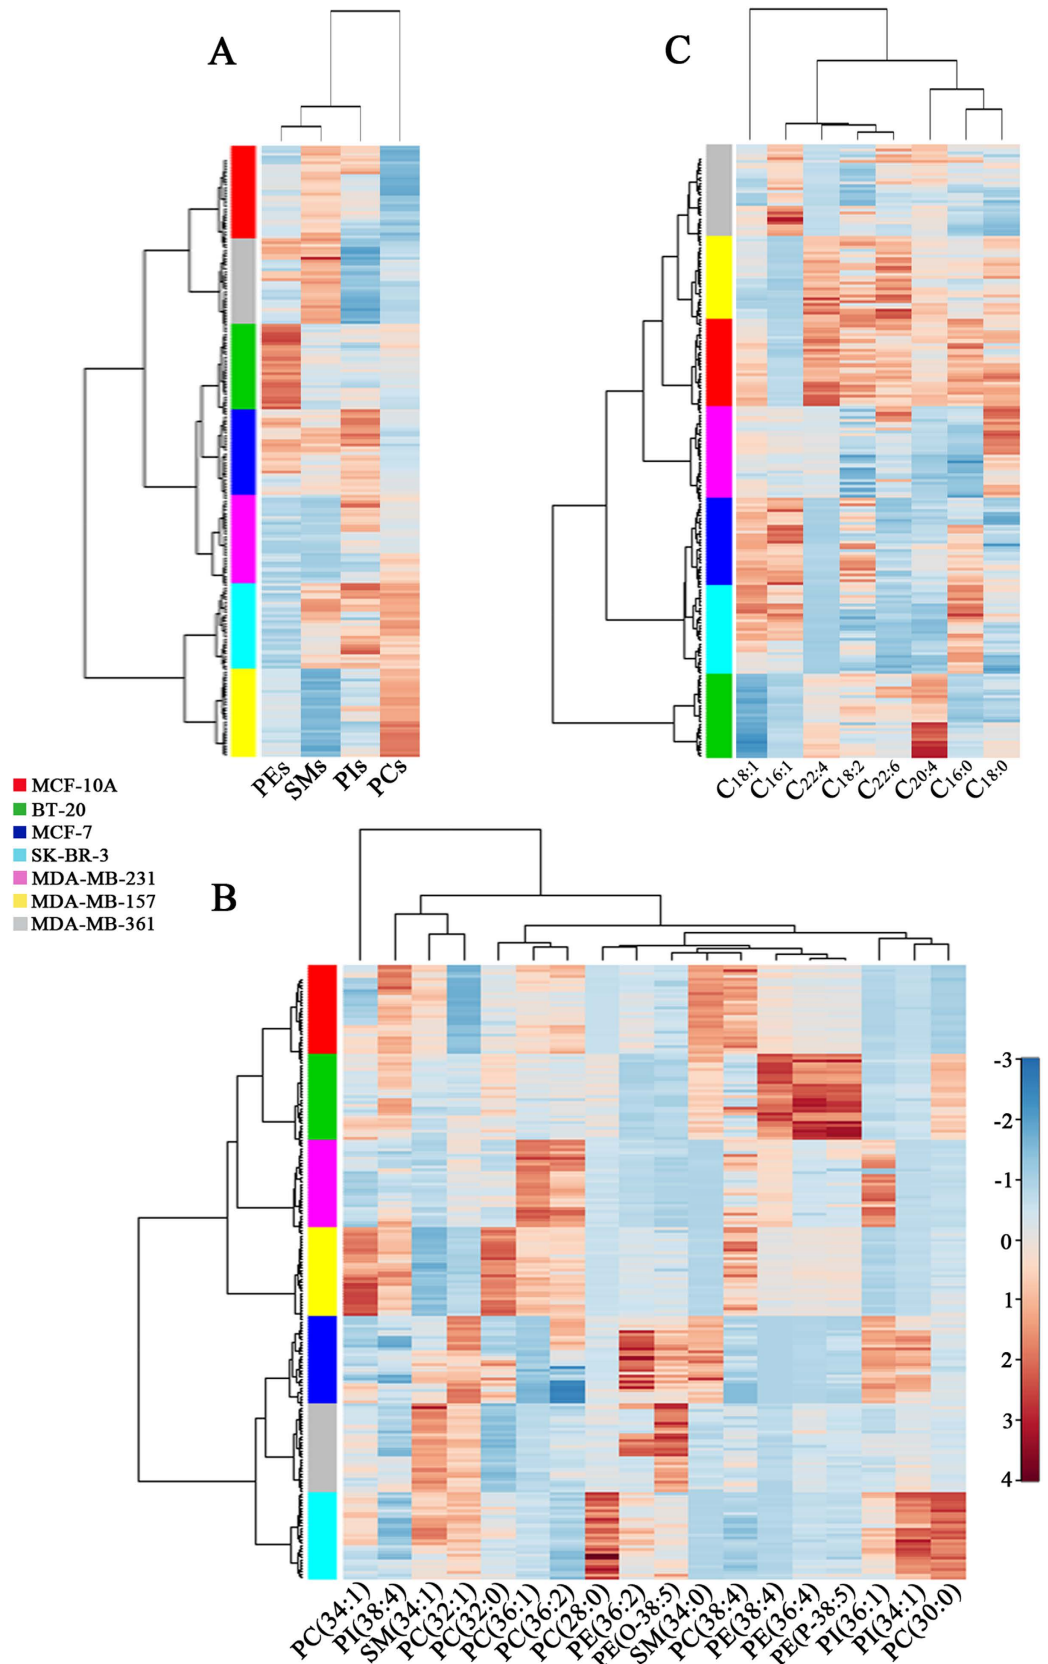 A
C
PEs
SMs
PIs
PCs
C18:1
C16:1
C22:4
C18:2
C22:6
C20:4
C16:0
C18:0
MCF-10A
BT-20
MCF-7
SK-BR-3
MDA-MB-231
MDA-MB-157
MDA-MB-361
B
-3
-2
-1
0
1
2
3
4
PC(34:1)
PI(38:4)
SM(34:1)
PC(32:1)
PC(32:0)
PC(36:1)
PC(36:2)
PC(28:0)
PE(36:2)
PE(O-38:5)
SM(34:0)
PC(38:4)
PE(38:4)
PE(36:4)
PE(P-38:5)
PI(36:1)
PI(34:1)
PC(30:0)